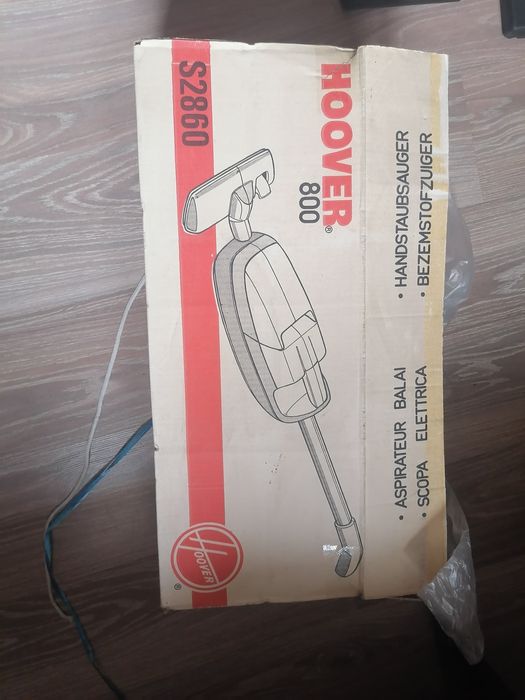 HOOVER®
800
S2860
HOOVER
®
• ASPIRATEUR BALAI
• SCOPA ELETTRICA
• HANDSTAUBSAUGER
• BEZEMSTOFZUIGER